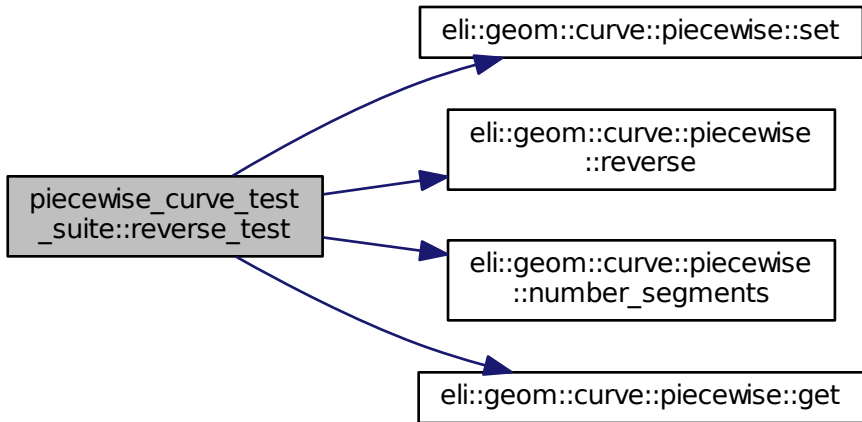 eli::geom::curve::piecewise::set
eli::geom::curve::piecewise
::reverse
piecewise_curve_test
_suite::reverse_test
eli::geom::curve::piecewise
::number_segments
eli::geom::curve::piecewise::get